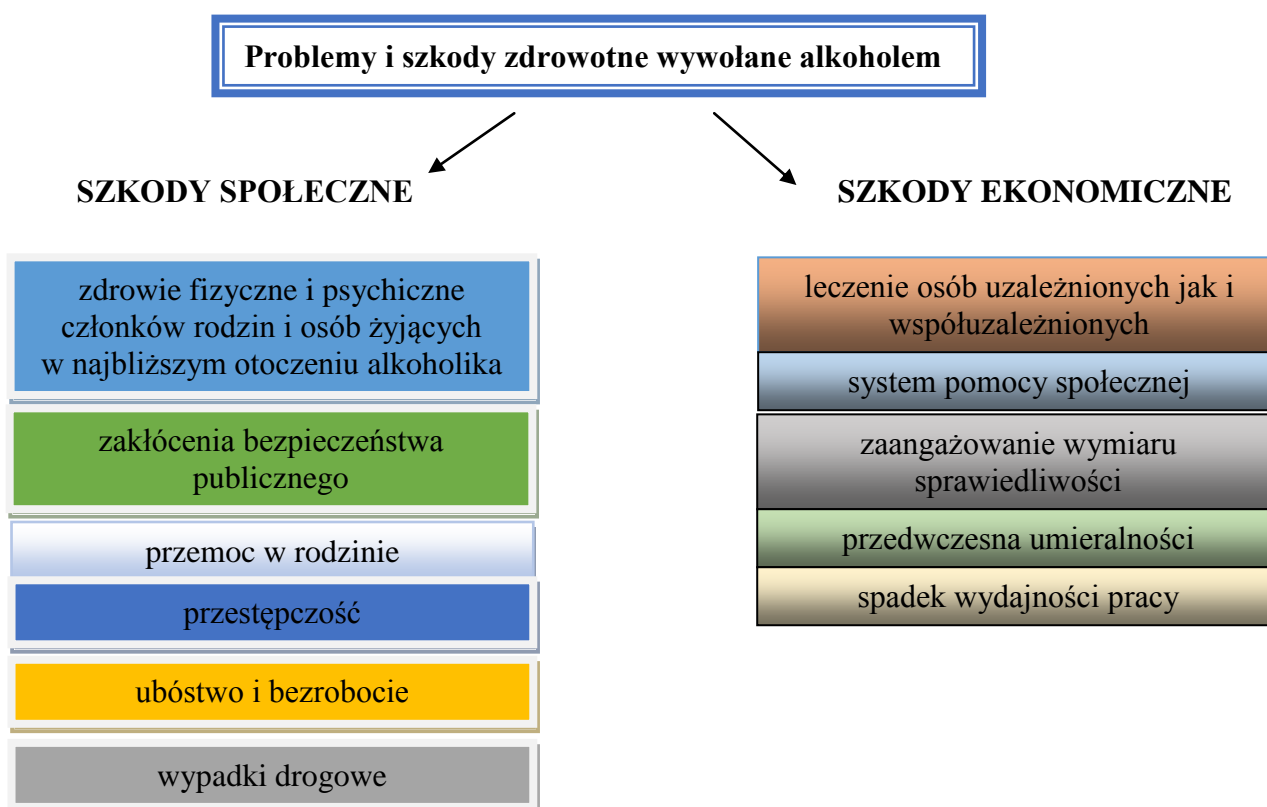 Problemy i szkody zdrowotne wywołane alkoholem
SZKODY SPOŁECZNE
zdrowie fizyczne i psychiczne
członków rodzin i osób żyjących
w najbliższym otoczeniu alkoholika
zakłócenia bezpieczeństwa
publicznego
przemoc w rodzinie
przestępczość
ubóstwo i bezrobocie
wypadki drogowe
SZKODY EKONOMICZNE
leczenie osób uzależnionych jak i
współuzależnionych
system pomocy społecznej
zaangażowanie wymiaru
sprawiedliwości
przedwczesna umieralności
spadek wydajności pracy